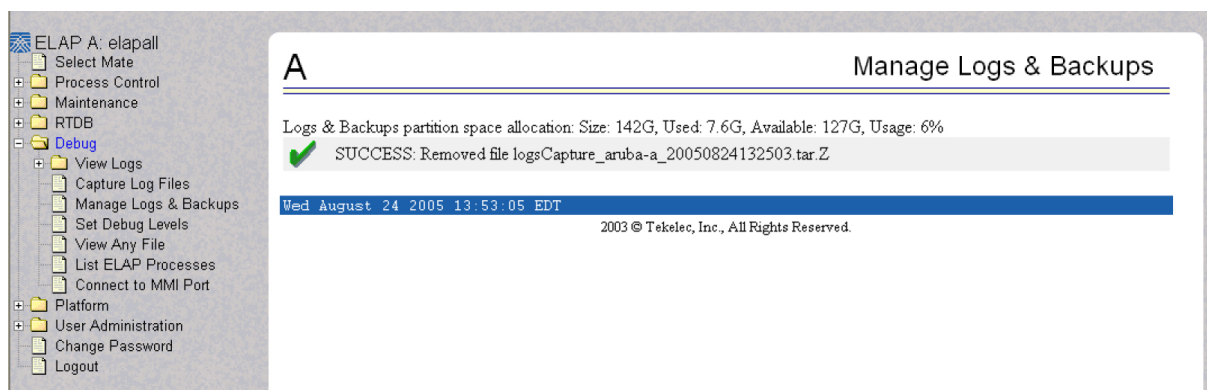 ELAP A: elapall
Select Mate
Process Control
Maintenance
RTDB
Debug
View Logs
Capture Log Files
Manage Logs & Backups
Set Debug Levels
View Any File
List ELAP Processes
Connect to MMI Port
Platform
User Administration
Change Password
Logout
A
Manage Logs & Backups
Logs & Backups partition space allocation: Size: 142G, Used: 7.6G, Available: 127G, Usage: 6%
SUCCESS: Removed file logsCapture_aruba-a_20050824132503.tar.Z
Wed August 24 2005 13:53:05 EDT
2003 © Tekelec, Inc., All Rights Reserved.